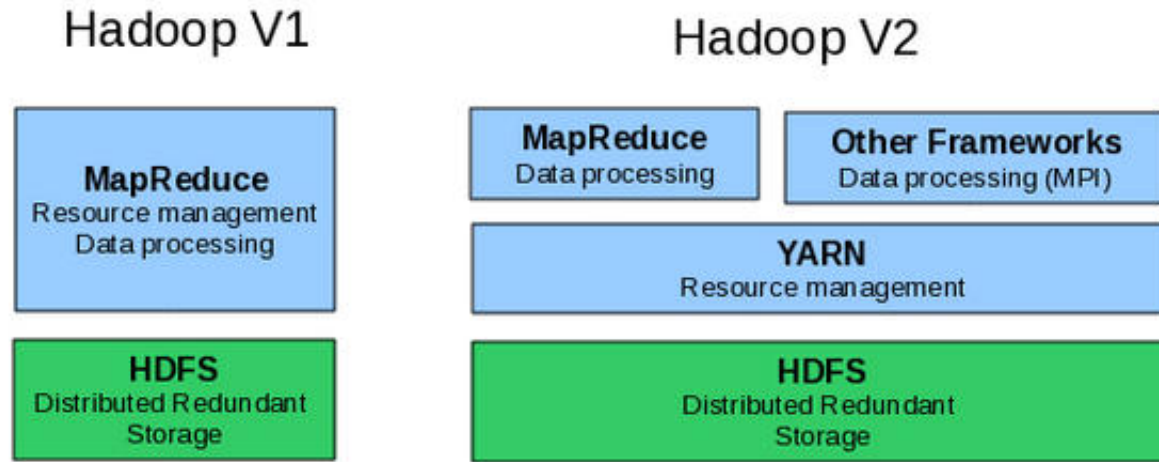 Hadoop V1
MapReduce
Resource management
Data processing
HDFS
Distributed Redundant
Storage
Hadoop V2
MapReduce
Data processing
Other Frameworks
Data processing (MPI)
YARN
Resource management
HDFS
Distributed Redundant
Storage